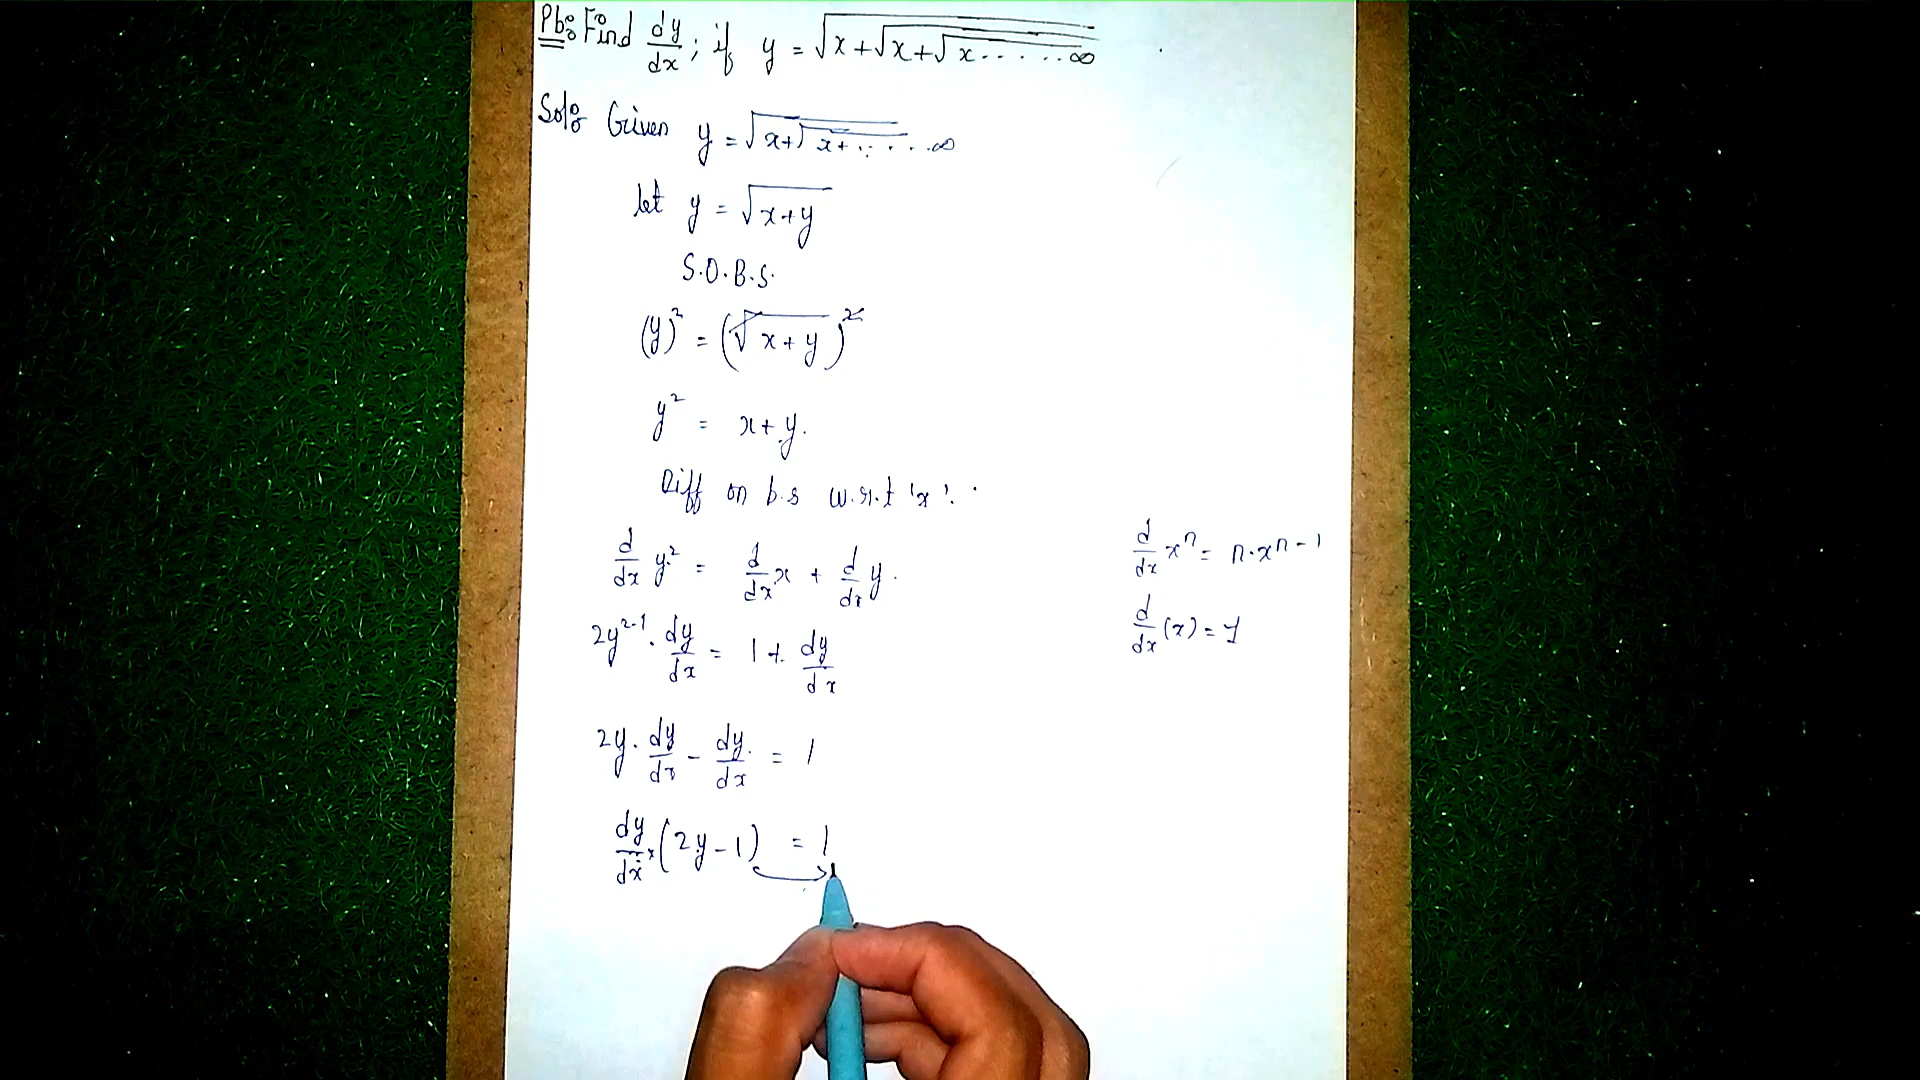 Pb: Find dy/dx ; if y = √x+√x+√x......∞
Sol: Given y = √x+√x+......∞
let y = √x+y
S.O.B.S.
(y)² = (√x+y)²
y² = x+y.
Diff on b.s w.r.t 'x'.
d/dx y² = d/dx x + d/dx y.
d/dx xⁿ = n·xⁿ⁻¹
2y²⁻¹ · dy/dx = 1 + dy/dx
d/dx (x) = 1
2y · dy/dx - dy/dx = 1
dy/dx × (2y-1) = 1